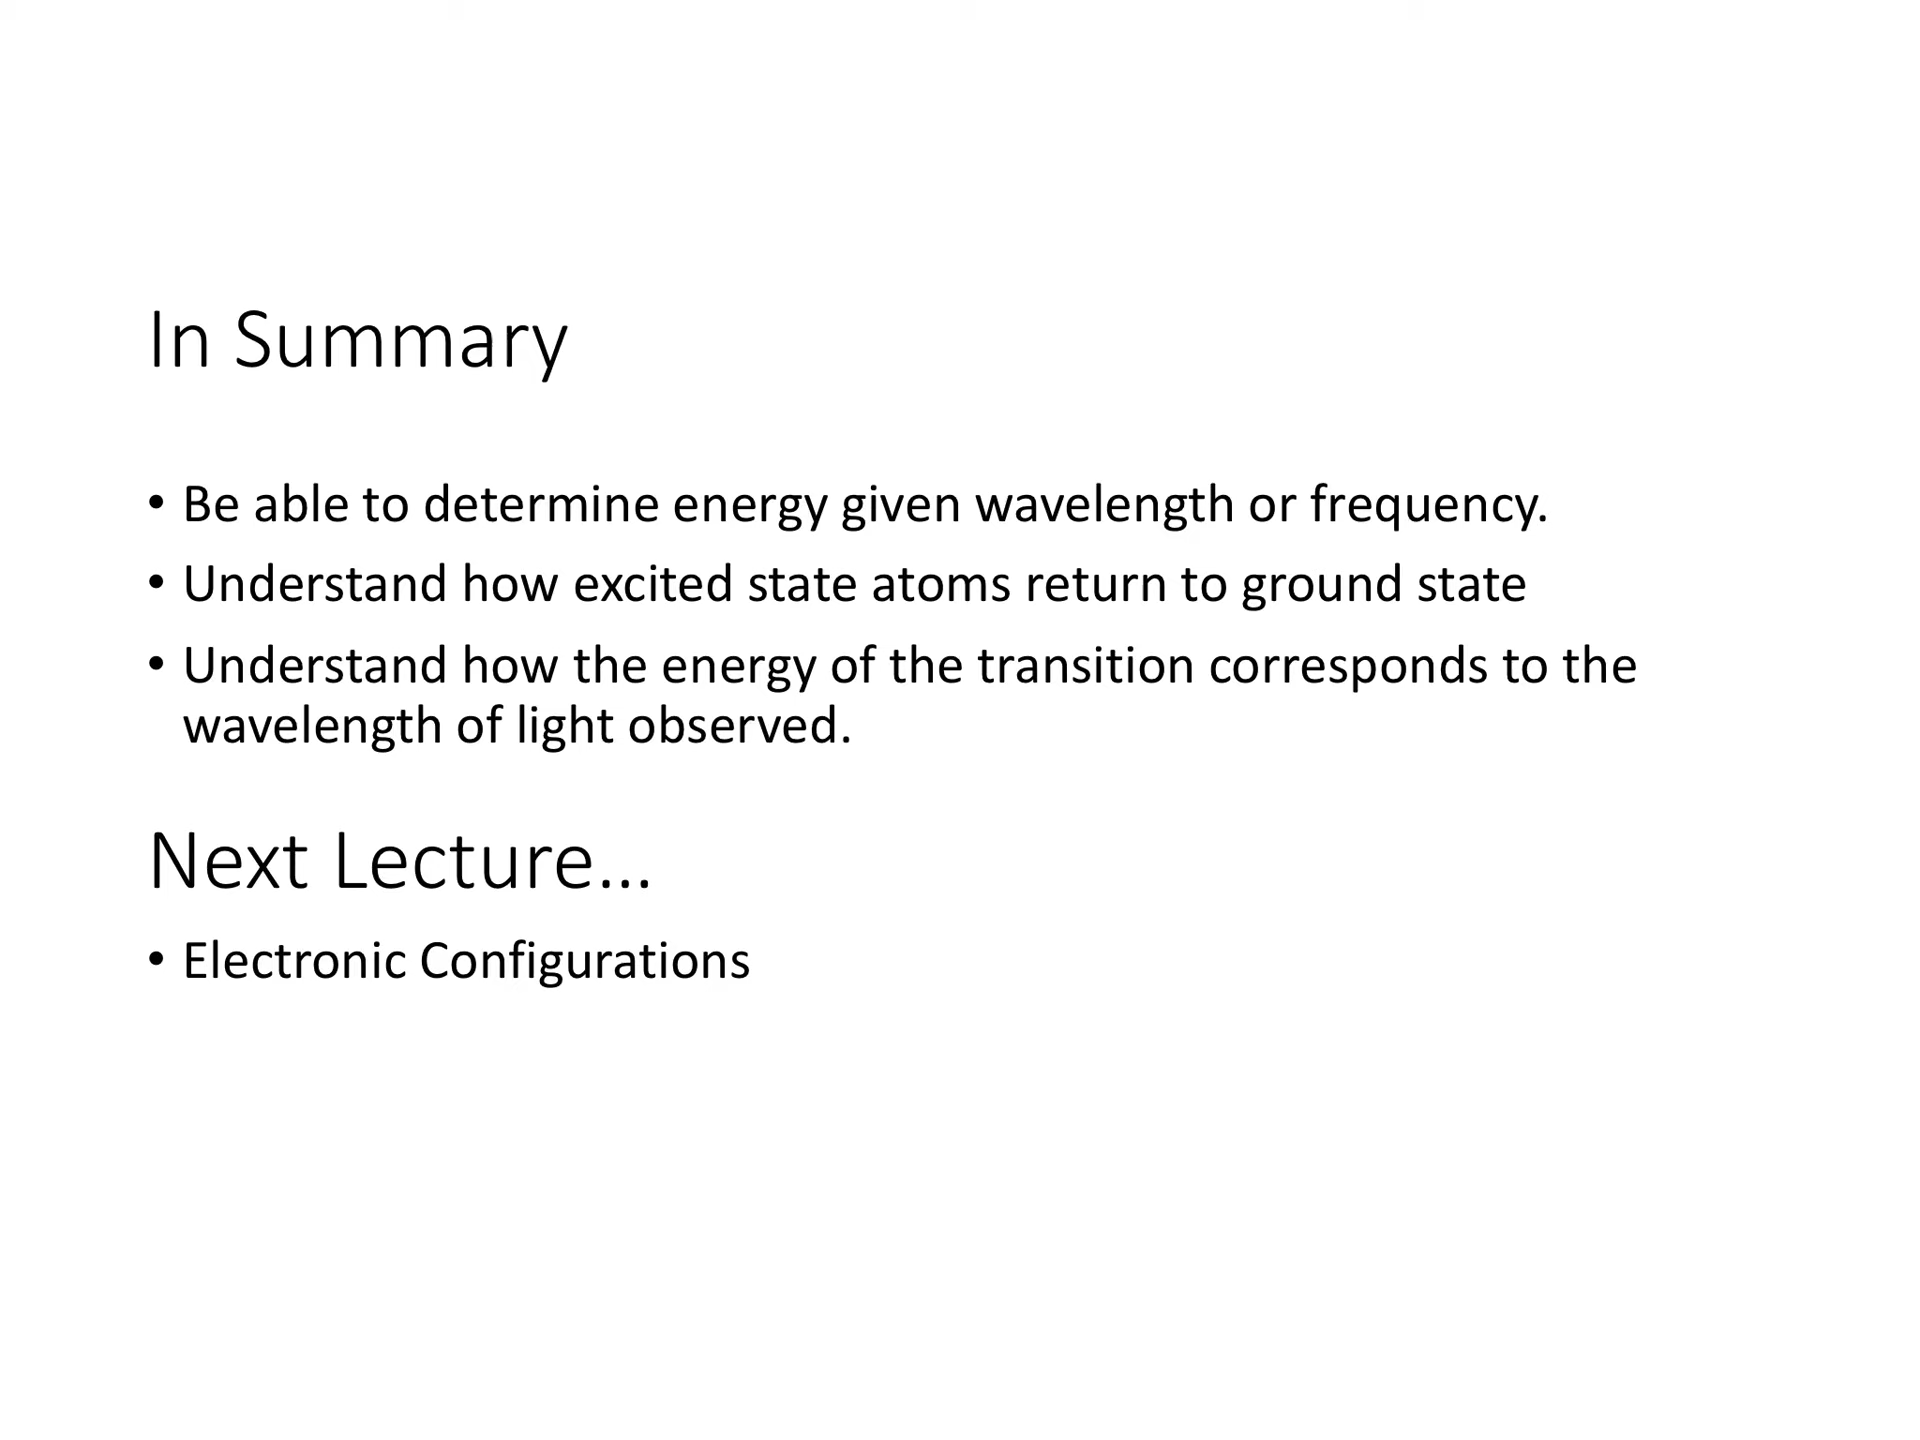 In Summary
• Be able to determine energy given wavelength or frequency.
• Understand how excited state atoms return to ground state
• Understand how the energy of the transition corresponds to the
wavelength of light observed.
Next Lecture…
• Electronic Configurations